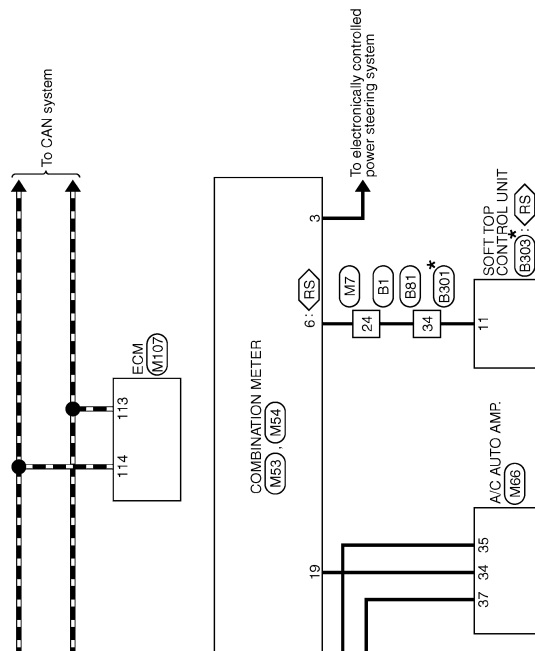 To CAN system
ECM
M107
113
114
COMBINATION METER
M53 , M54
3
To electronically controlled
power steering system
6 : RS
M7
24
B1
B81
34
B301
*
SOFT TOP
CONTROL UNIT
B303 * : RS
11
19
A/C AUTO AMP.
M66
35
34
37